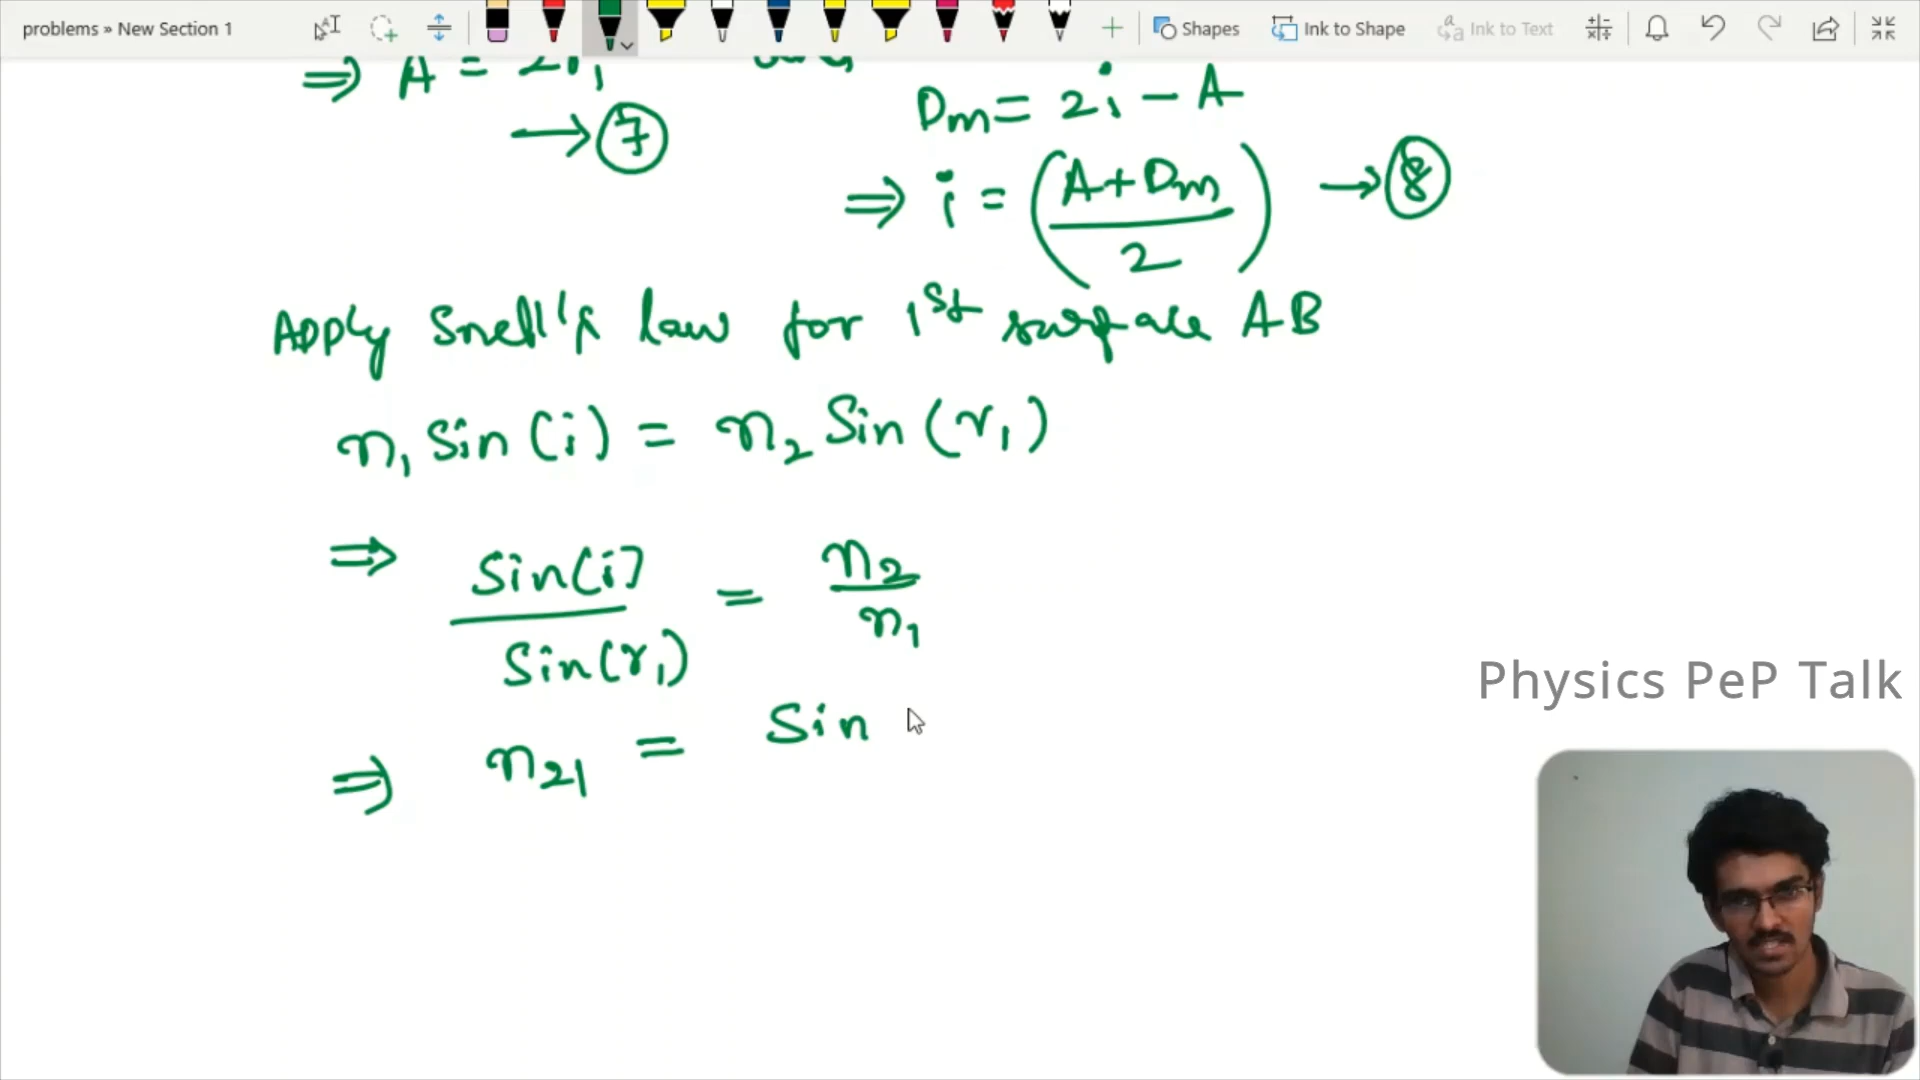 problems » New Section 1 Shapes Ink to Shape Ink to Text
⇒ A = 2r₁
Dm = 2i - A
→ 7
⇒ i = (A+Dm / 2) → 8
Apply Snell's law for 1st surface AB
n₁ Sin(i) = n₂ Sin(r₁)
⇒ Sin(i) / Sin(r₁) = n₂ / n₁
⇒ n₂₁ = Sin
Physics PeP Talk